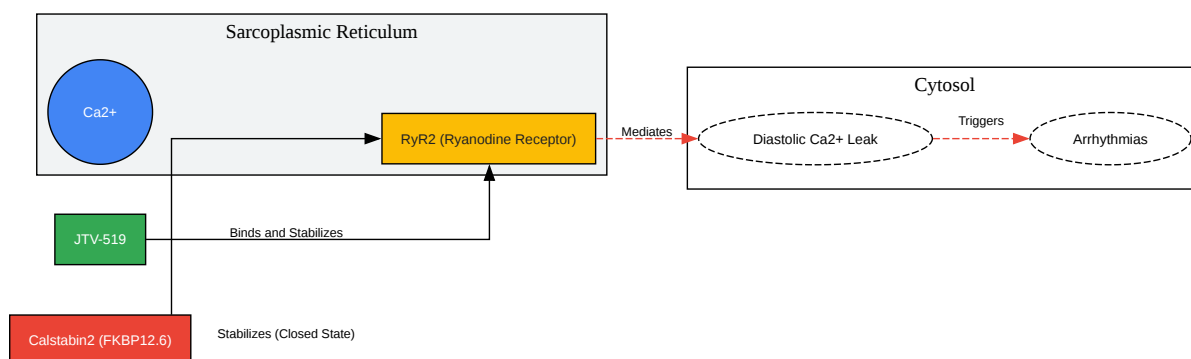 Sarcoplasmic Reticulum
Ca2+
RyR2 (Ryanodine Receptor)
Mediates
Cytosol
Diastolic Ca2+ Leak
Triggers
Arrhythmias
JTV-519
Binds and Stabilizes
Calstabin2 (FKBP12.6)
Stabilizes (Closed State)